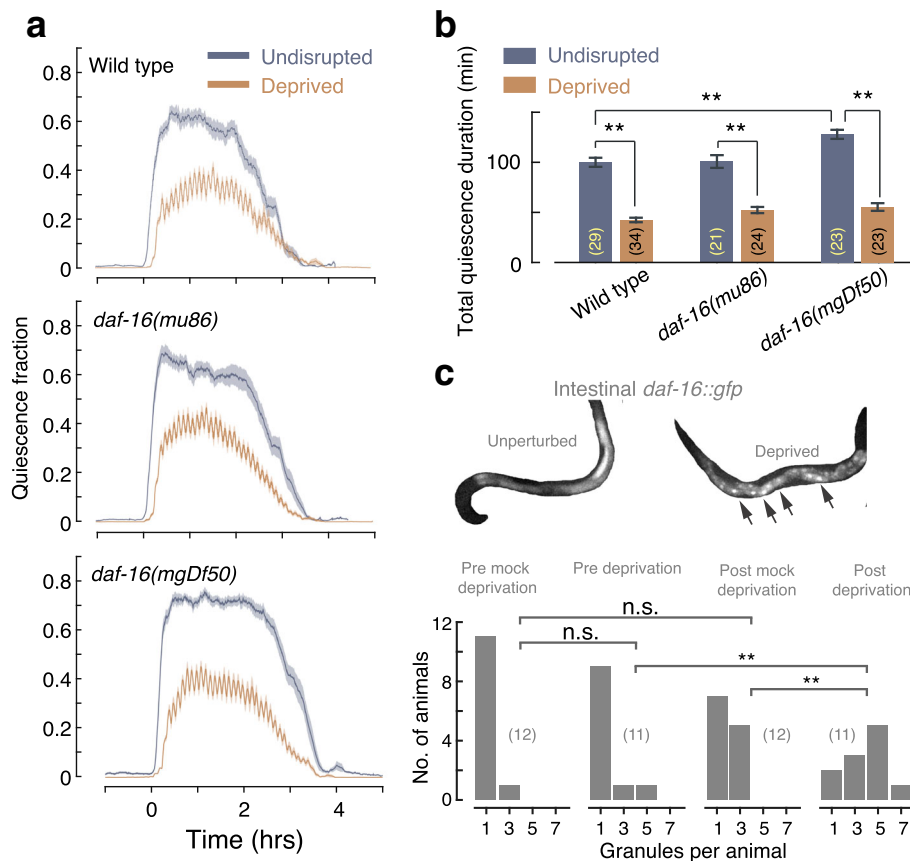 a
Wild type
Undisrupted
Deprived
0.8
0.6
0.4
0.2
0
daf-16(mu86)
0.8
0.6
0.4
0.2
0
daf-16(mgDf50)
0.8
0.6
0.4
0.2
0
0 2 4
Time (hrs)
Quiescence fraction
b
Undisrupted
Deprived
Total quiescence duration (min)
100
0
**
**
**
**
(29)
(34)
(21)
(24)
(23)
(23)
Wild type
daf-16(mu86)
daf-16(mgDf50)
c
Intestinal daf-16::gfp
Unperturbed
Deprived
Pre mock deprivation
Pre deprivation
Post mock deprivation
Post deprivation
No. of animals
12
8
4
0
n.s.
n.s.
**
**
(12)
(11)
(12)
(11)
1 3 5 7
1 3 5 7
1 3 5 7
1 3 5 7
Granules per animal